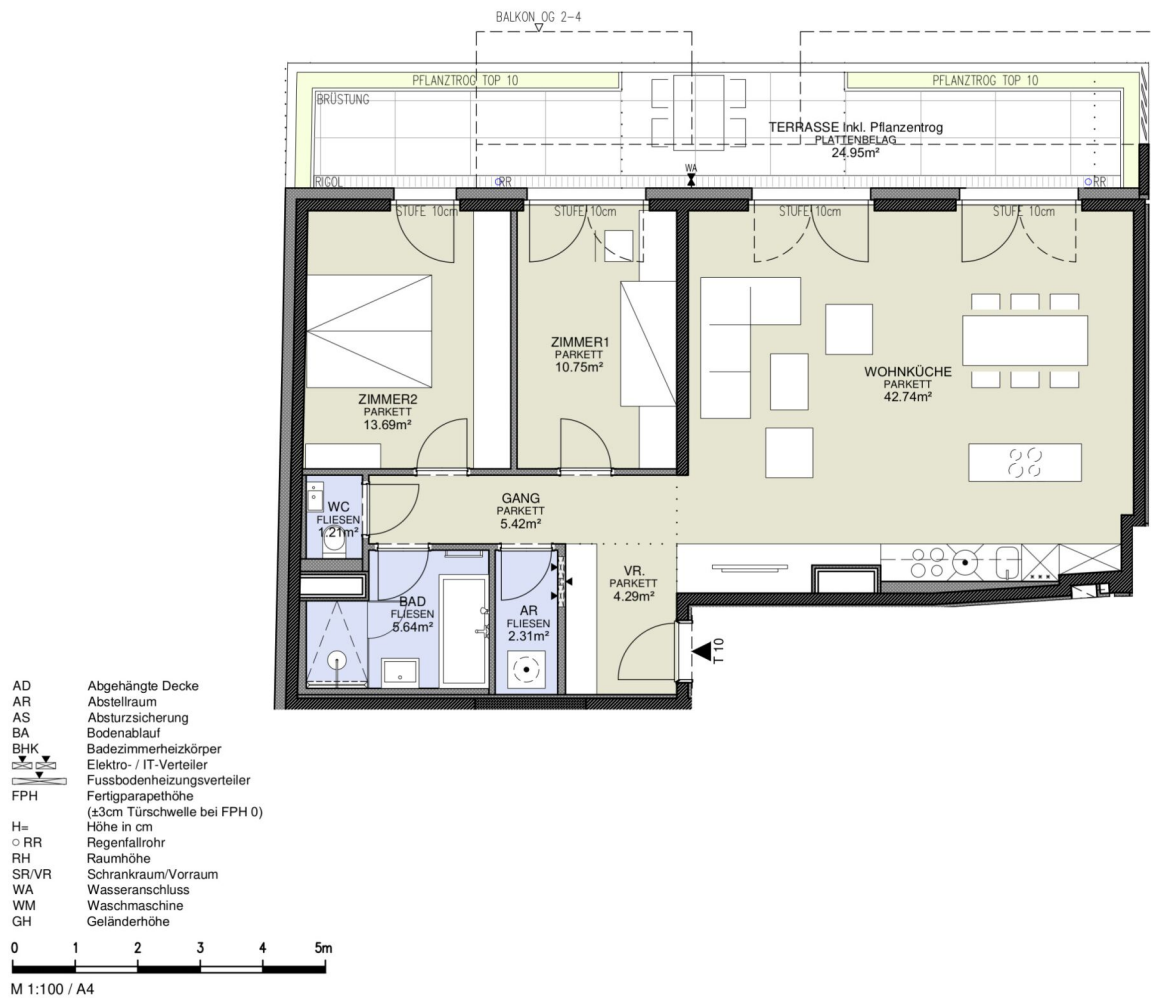 BALKON OG 2-4
PFLANZTROG TOP 10
PFLANZTROG TOP 10
BRÜSTUNG
TERRASSE Inkl. Pflanzentrog
PLATTENBELAG
24.95m²
WA
RIGOL
RR
RR
STUFE 10cm
STUFE 10cm
STUFE 10cm
STUFE 10cm
ZIMMER1
PARKETT
10.75m²
WOHNKÜCHE
PARKETT
42.74m²
ZIMMER2
PARKETT
13.69m²
GANG
PARKETT
5.42m²
WC
FLIESEN
1.21m²
VR.
PARKETT
4.29m²
BAD
FLIESEN
5.64m²
AR
FLIESEN
2.31m²
T 10
AD Abgehängte Decke
AR Abstellraum
AS Absturzsicherung
BA Bodenablauf
BHK Badezimmerheizkörper
Elektro- / IT-Verteiler
Fussbodenheizungsverteiler
FPH Fertigparapethöhe
(±3cm Türschwelle bei FPH 0)
H= Höhe in cm
○ RR Regenfallrohr
RH Raumhöhe
SR/VR Schrankraum/Vorraum
WA Wasseranschluss
WM Waschmaschine
GH Geländerhöhe
0 1 2 3 4 5m
M 1:100 / A4